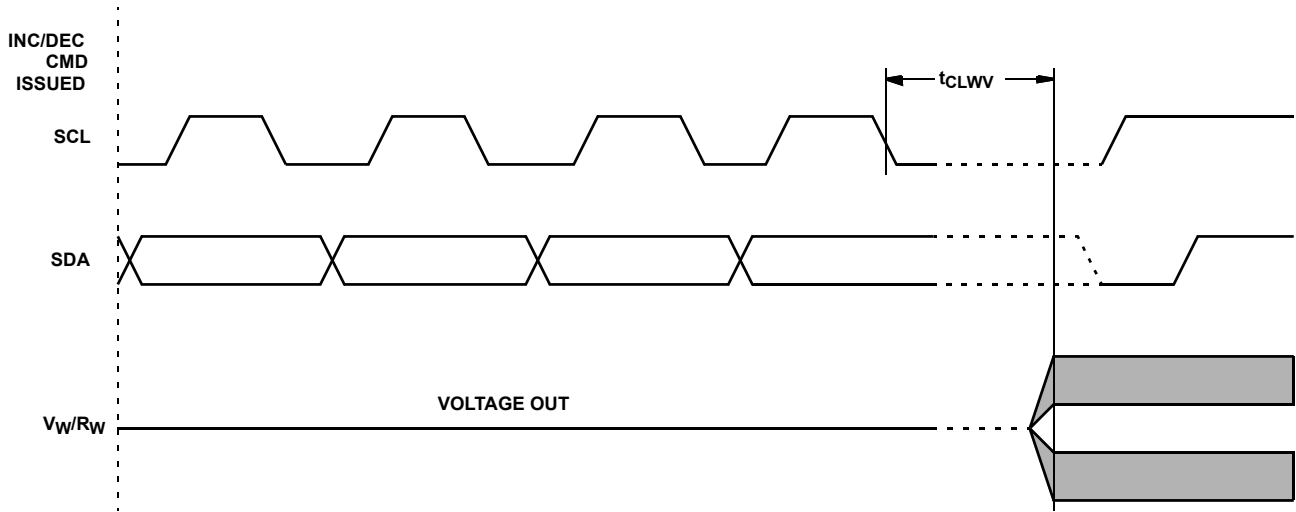 INC/DEC
CMD
ISSUED
tCLWV
SCL
SDA
VOLTAGE OUT
VW/RW